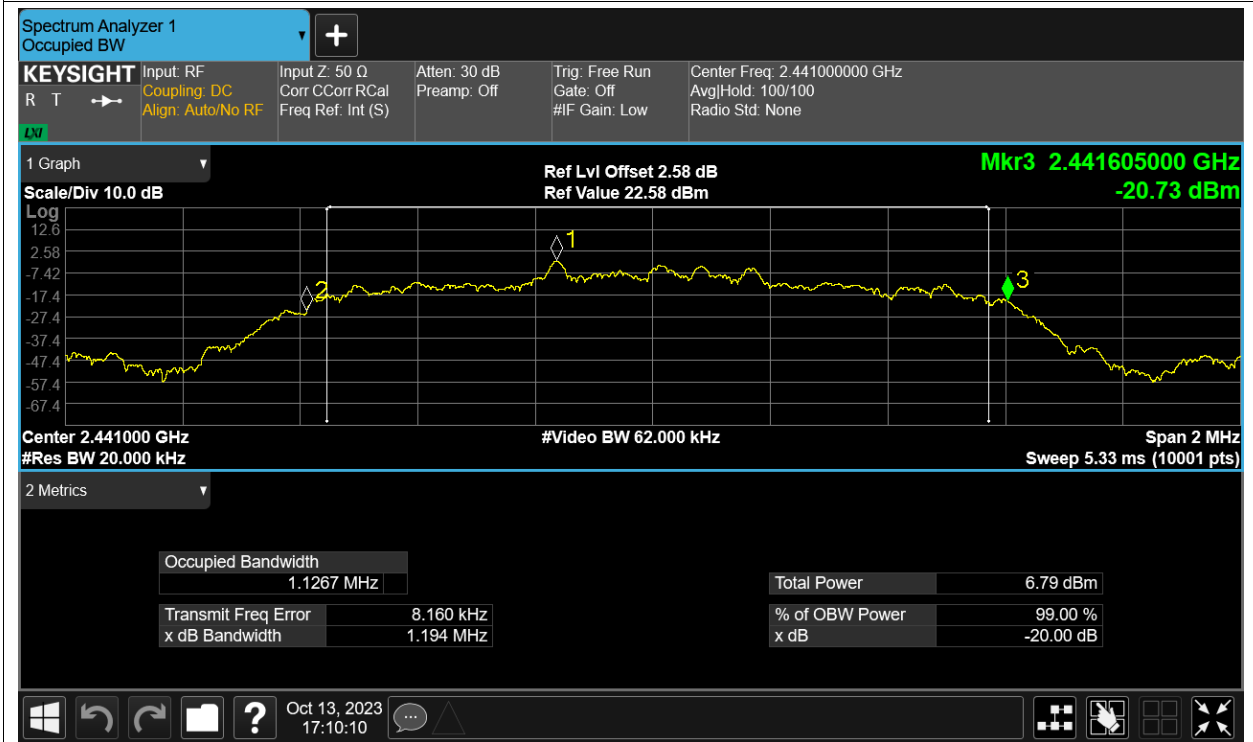 Spectrum Analyzer 1
Occupied BW
KEYSIGHT Input: RF Input Z: 50 Ω Atten: 30 dB Trig: Free Run Center Freq: 2.441000000 GHz
R T Coupling: DC Corr CCorr RCal Preamp: Off Gate: Off Avg|Hold: 100/100
Align: Auto/No RF Freq Ref: Int (S) #IF Gain: Low Radio Std: None
LXI
1 Graph Ref Lvl Offset 2.58 dB Mkr3 2.441605000 GHz
Scale/Div 10.0 dB Ref Value 22.58 dBm -20.73 dBm
Log
12.6
2.58
-7.42
-17.4
-27.4
-37.4
-47.4
-57.4
-67.4
1
2
3
Center 2.441000 GHz #Video BW 62.000 kHz Span 2 MHz
#Res BW 20.000 kHz Sweep 5.33 ms (10001 pts)
2 Metrics
Occupied Bandwidth
1.1267 MHz Total Power 6.79 dBm
Transmit Freq Error 8.160 kHz % of OBW Power 99.00 %
x dB Bandwidth 1.194 MHz x dB -20.00 dB
? Oct 13, 2023
17:10:10